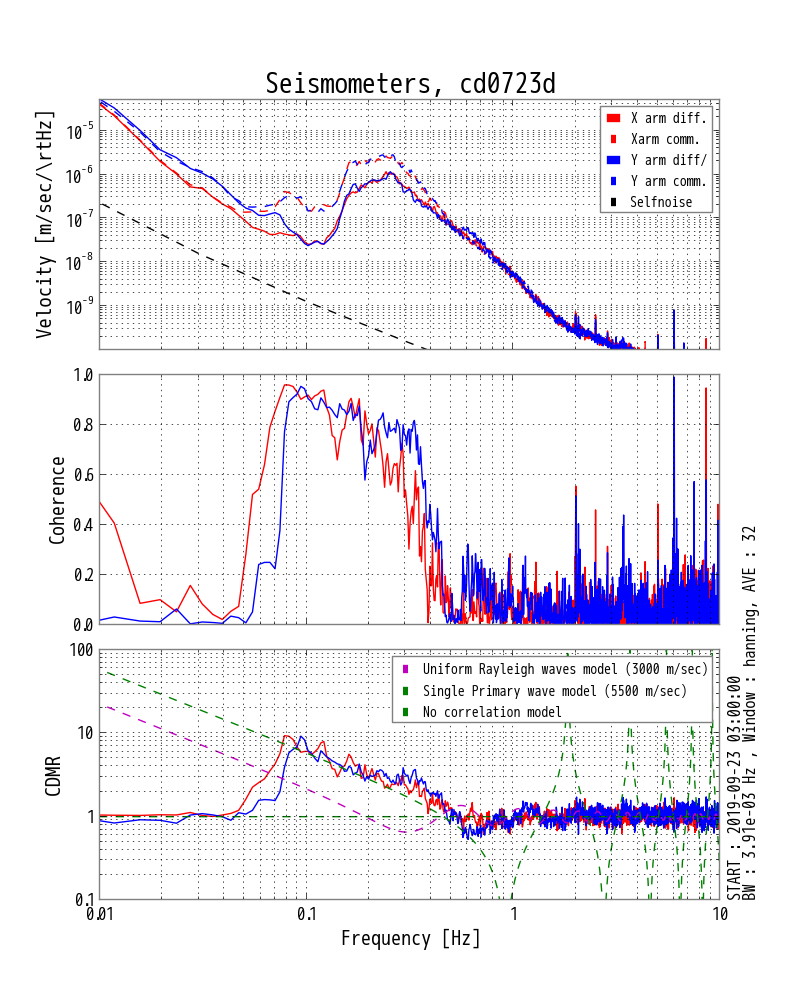 Seismometers, cd0723d
Velocity [m/sec/\rtHz]
10^-5
10^-6
10^-7
10^-8
10^-9
X arm diff.
Xarm comm.
Y arm diff/
Y arm comm.
Selfnoise
Coherence
1.0
0.8
0.6
0.4
0.2
0.0
CDMR
100
10
1
0.1
Uniform Rayleigh waves model (3000 m/sec)
Single Primary wave model (5500 m/sec)
No correlation model
0.01
0.1
1
10
Frequency [Hz]
START : 2019-09-23 03:00:00
BW : 3.91e-03 Hz , Window : hanning, AVE : 32